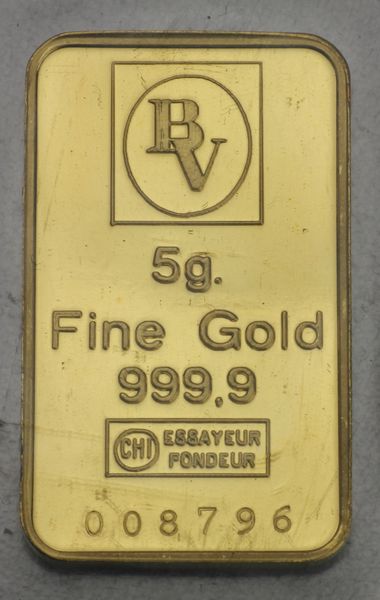 BV
5g.
Fine Gold
999,9
CHI ESSAYEUR
FONDEUR
008796